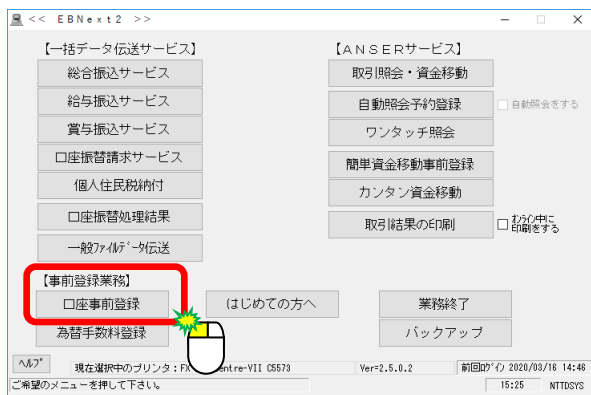 << EBNext2 >>
【一括データ伝送サービス】
総合振込サービス
給与振込サービス
賞与振込サービス
口座振替請求サービス
個人住民税納付
口座振替処理結果
一般ファイルデータ伝送
【ANSERサービス】
取引照会・資金移動
自動照会予約登録
自動照会をする
ワンタッチ照会
簡単資金移動事前登録
カンタン資金移動
取引結果の印刷
オンライン中に
印刷をする
【事前登録業務】
口座事前登録
はじめての方へ
業務終了
為替手数料登録
バックアップ
ヘルプ
現在選択中のプリンタ:FX entre-VII C5573
Ver=2.5.0.2
前回ログイン 2020/03/16 14:46
ご希望のメニューを押して下さい。
15:25
NTTDSYS